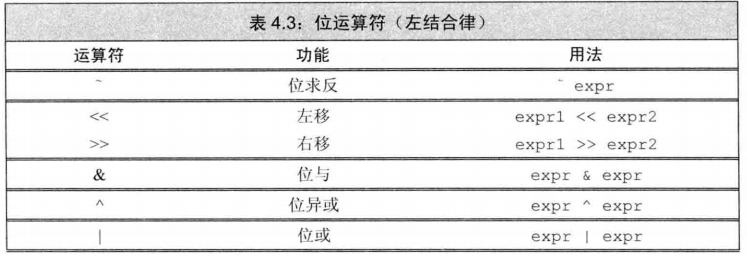 表 4.3：位运算符（左结合律）
运算符 功能 用法
~ 位求反 ~ expr
<< 左移 expr1 << expr2
>> 右移 expr1 >> expr2
& 位与 expr & expr
^ 位异或 expr ^ expr
| 位或 expr | expr